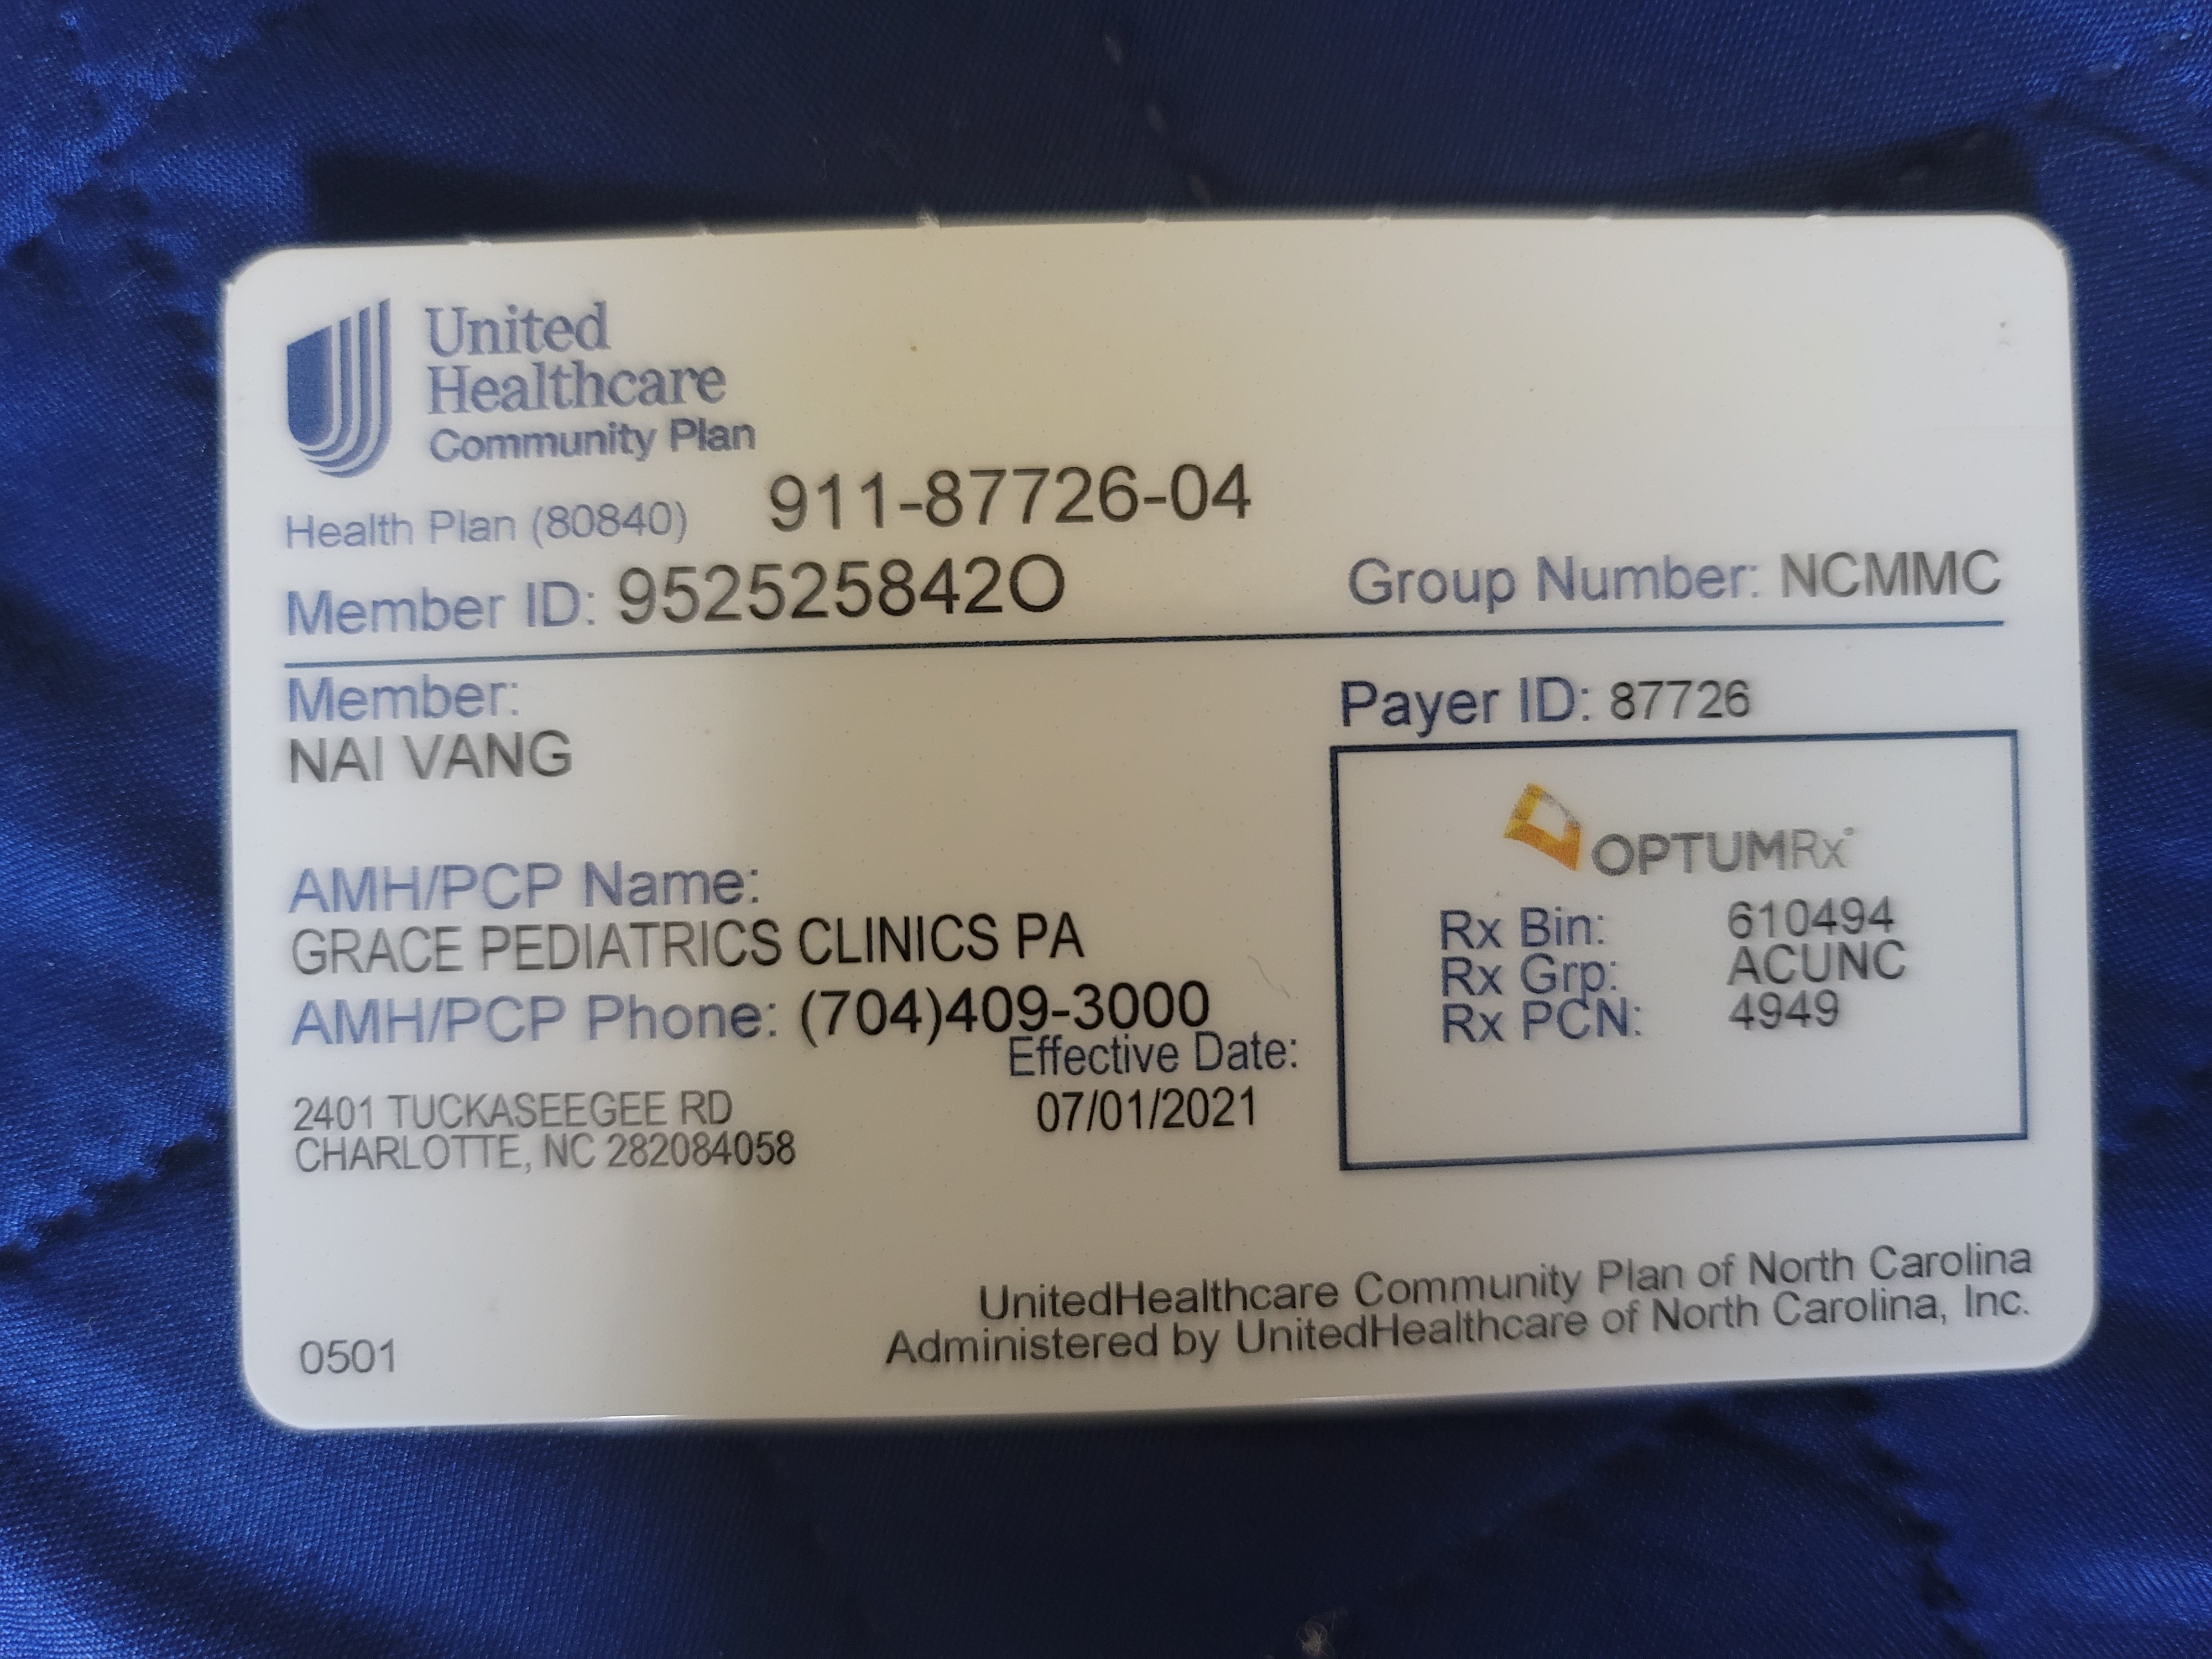 United
Healthcare
Community Plan
Health Plan (80840) 911-87726-04
Member ID: 952525842O Group Number: NCMMC
Member:
NAI VANG
Payer ID: 87726
AMH/PCP Name:
GRACE PEDIATRICS CLINICS PA
AMH/PCP Phone: (704)409-3000
Effective Date:
07/01/2021
2401 TUCKASEEGEE RD
CHARLOTTE, NC 282084058
OPTUMRx®
Rx Bin: 610494
Rx Grp: ACUNC
Rx PCN: 4949
0501
UnitedHealthcare Community Plan of North Carolina
Administered by UnitedHealthcare of North Carolina, Inc.